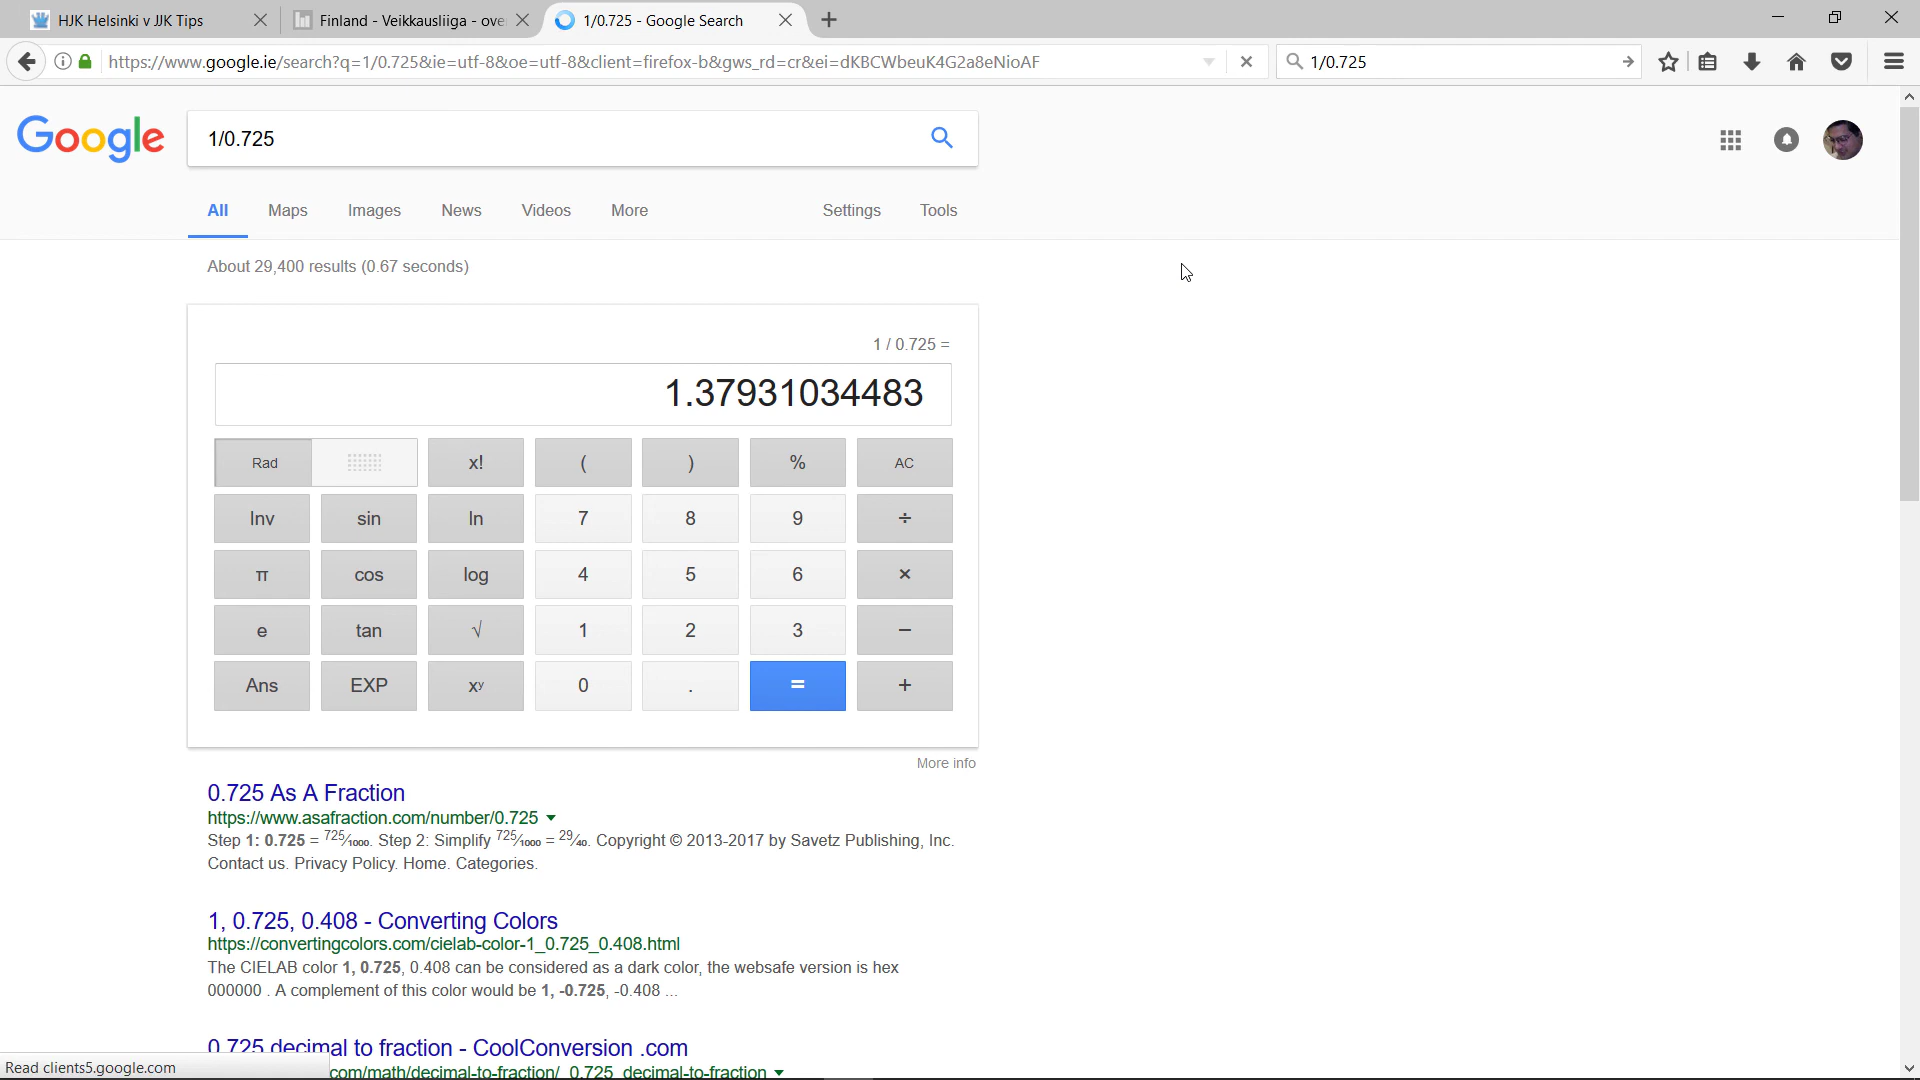 HJK Helsinki v JJK Tips
Finland - Veikkausliiga - ove
1/0.725 - Google Search
https://www.google.ie/search?q=1/0.725&ie=utf-8&oe=utf-8&client=firefox-b&gws_rd=cr&ei=dKBCWbeuK4G2a8eNioAF
1/0.725
Google
1/0.725
All Maps Images News Videos More Settings Tools
About 29,400 results (0.67 seconds)
1 / 0.725 =
1.37931034483
Rad x! ( ) % AC
Inv sin ln 7 8 9 ÷
π cos log 4 5 6 ×
e tan √ 1 2 3 −
Ans EXP xʸ 0 . = +
More info
0.725 As A Fraction
https://www.asafraction.com/number/0.725
Step 1: 0.725 = 725⁄1000. Step 2: Simplify 725⁄1000 = 29⁄40. Copyright © 2013-2017 by Savetz Publishing, Inc.
Contact us. Privacy Policy. Home. Categories.
1, 0.725, 0.408 - Converting Colors
https://convertingcolors.com/cielab-color-1_0.725_0.408.html
The CIELAB color 1, 0.725, 0.408 can be considered as a dark color, the websafe version is hex
000000 . A complement of this color would be 1, -0.725, -0.408 ...
0.725 decimal to fraction - CoolConversion .com
Read clients5.google.com
com/math/decimal-to-fraction/_0.725_decimal-to-fraction